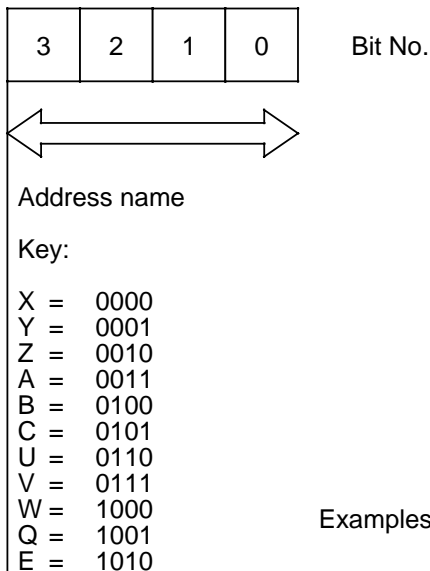 3 2 1 0 Bit No.
Address name
Key:
X = 0000
Y = 0001
Z = 0010
A = 0011
B = 0100
C = 0101
U = 0110
V = 0111
W = 1000
Q = 1001
Examples
E = 1010